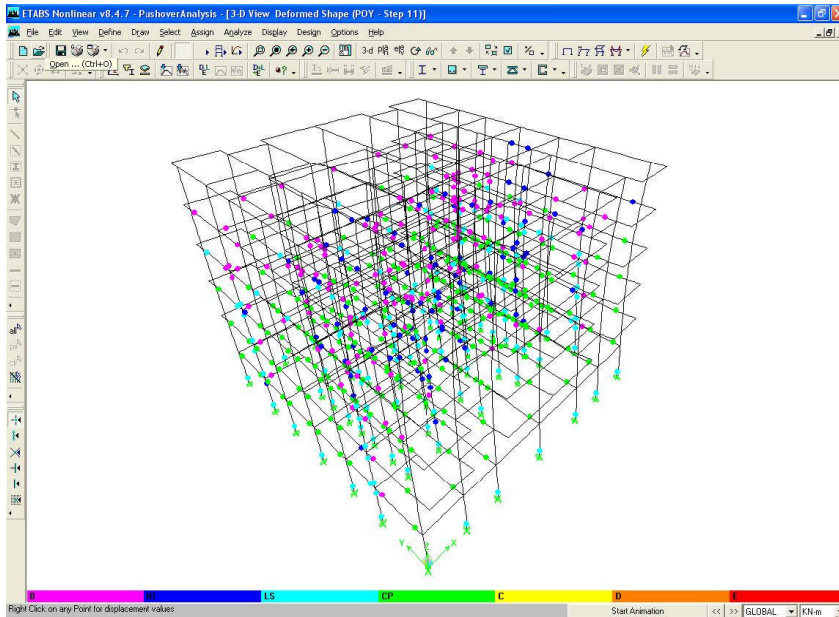 ETABS Nonlinear v8.4.7 - PushoverAnalysis - [3-D View Deformed Shape (POY - Step 11)]
File Edit View Define Draw Select Assign Analyze Display Design Options Help
3-d
Open ... (Ctrl+O)
all
Y Z X
B IO LS CP C D E
Right Click on any Point for displacement values Start Animation << >> GLOBAL KN-m